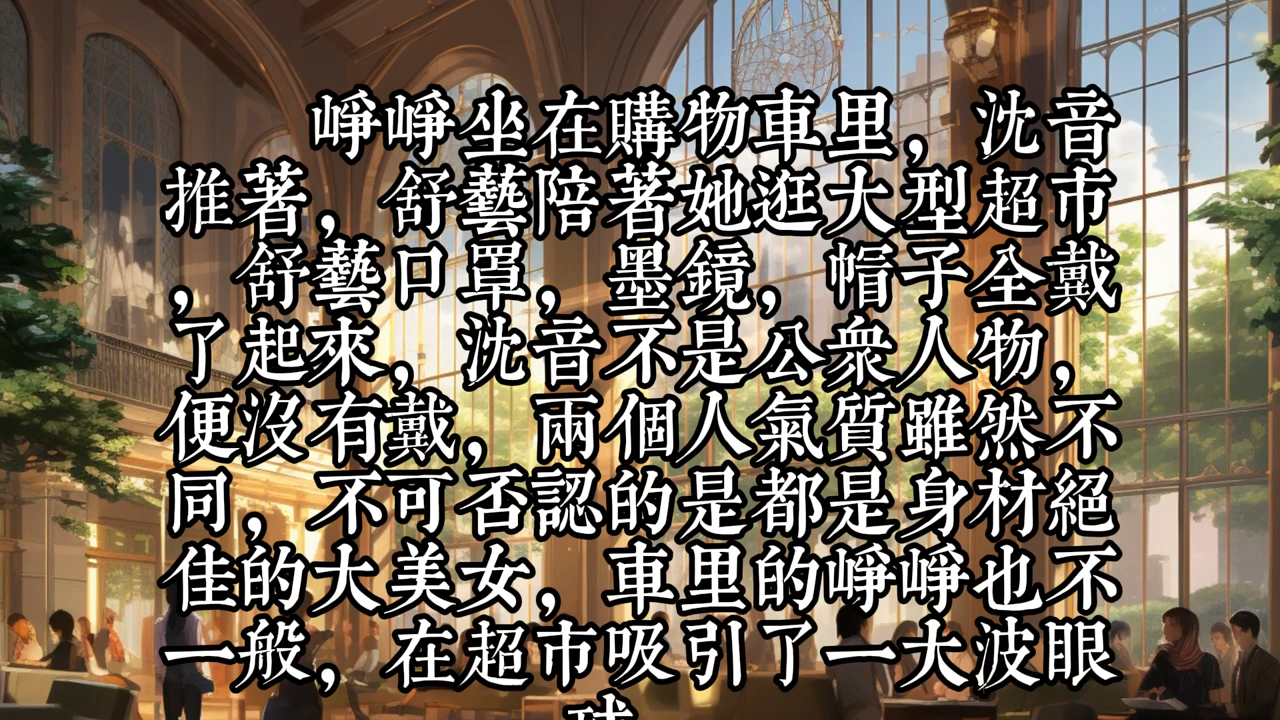 崢崢坐在購物車里，沈音
推著，舒藝陪著她逛大型超市
，舒藝口罩，墨鏡，帽子全戴
了起來，沈音不是公衆人物，
便沒有戴，兩個人氣質雖然不
同，不可否認的是都是身材絕
佳的大美女，車里的崢崢也不
一般，在超市吸引了一大波眼
球